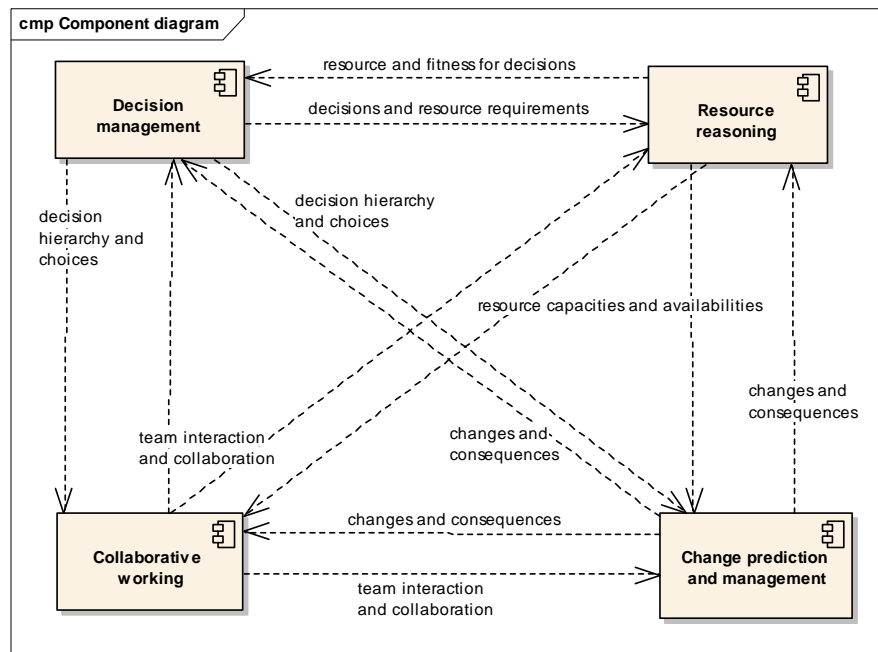 cmp Component diagram
resource and fitness for decisions
Decision
management
decisions and resource requirements
Resource
reasoning
decision
hierarchy and
choices
decision hierarchy
and choices
resource capacities and availabilities
changes and
consequences
team interaction
and collaboration
changes and
consequences
changes and consequences
Collaborative
working
Change prediction
and management
team interaction
and collaboration